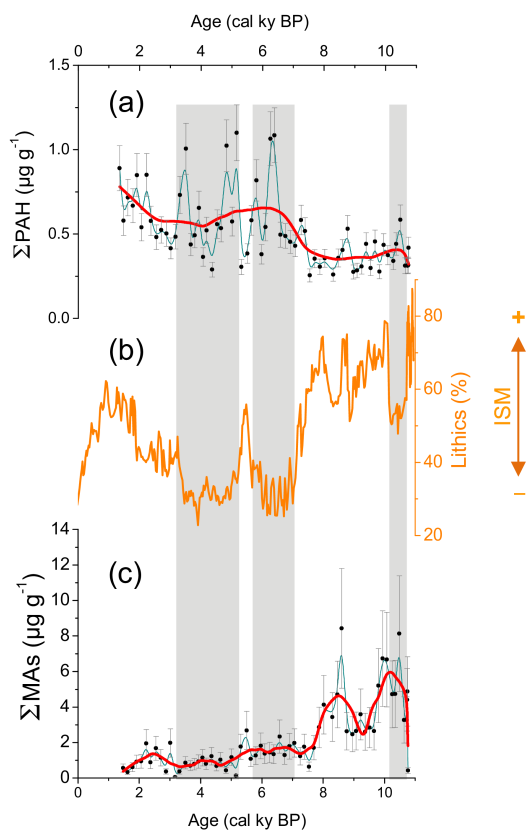 Age (cal ky BP)
0 2 4 6 8 10
1.5
(a)
1.0
ΣPAH (μg g⁻¹)
0.5
0.0
(b)
80
60
40
20
Lithics (%)
+
ISM
–
14
(c)
12
10
8
6
4
2
0
ΣMAs (μg g⁻¹)
0 2 4 6 8 10
Age (cal ky BP)